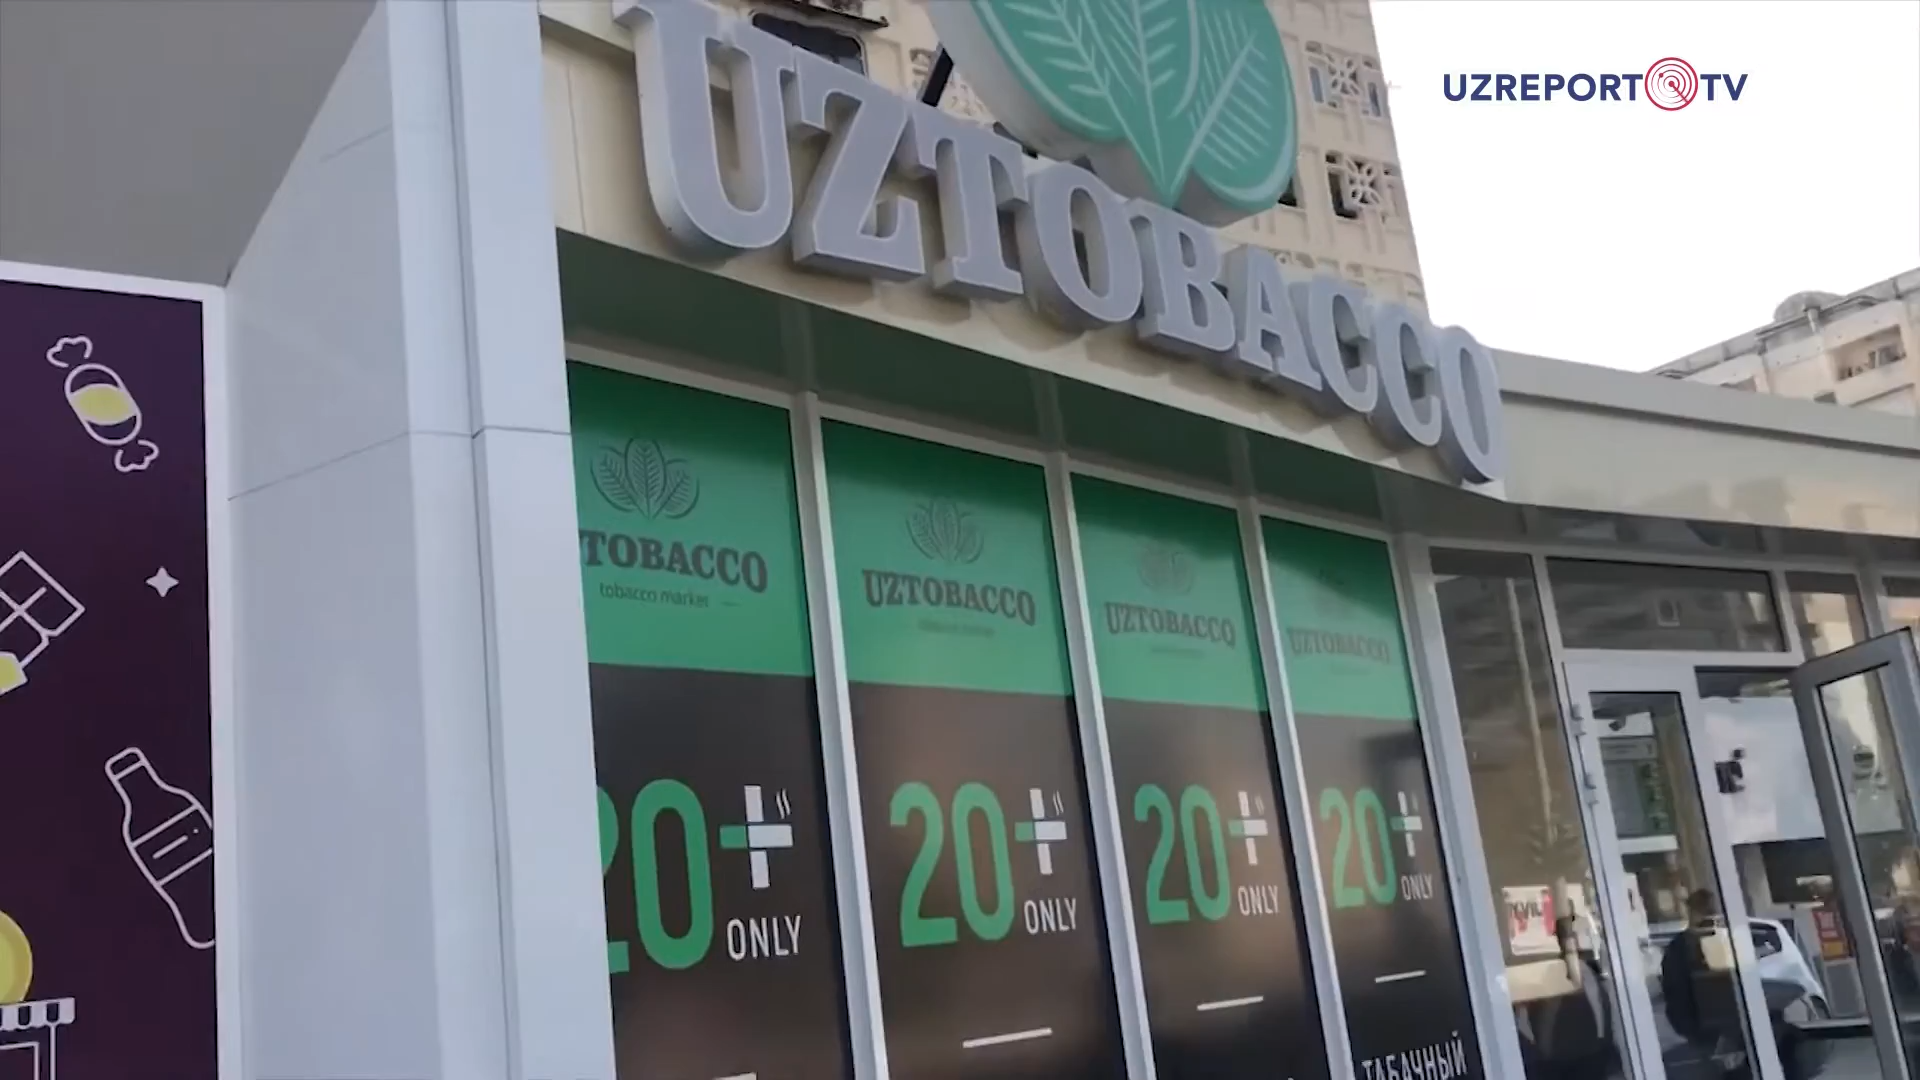 UZREPORT TV
UZTOBACCO
TOBACCO
tobacco market
20+
ONLY
UZTOBACCO
20+
ONLY
UZTOBACCO
20+
ONLY
UZTOBACCO
20+
ONLY
ТАБАЧНЫЙ